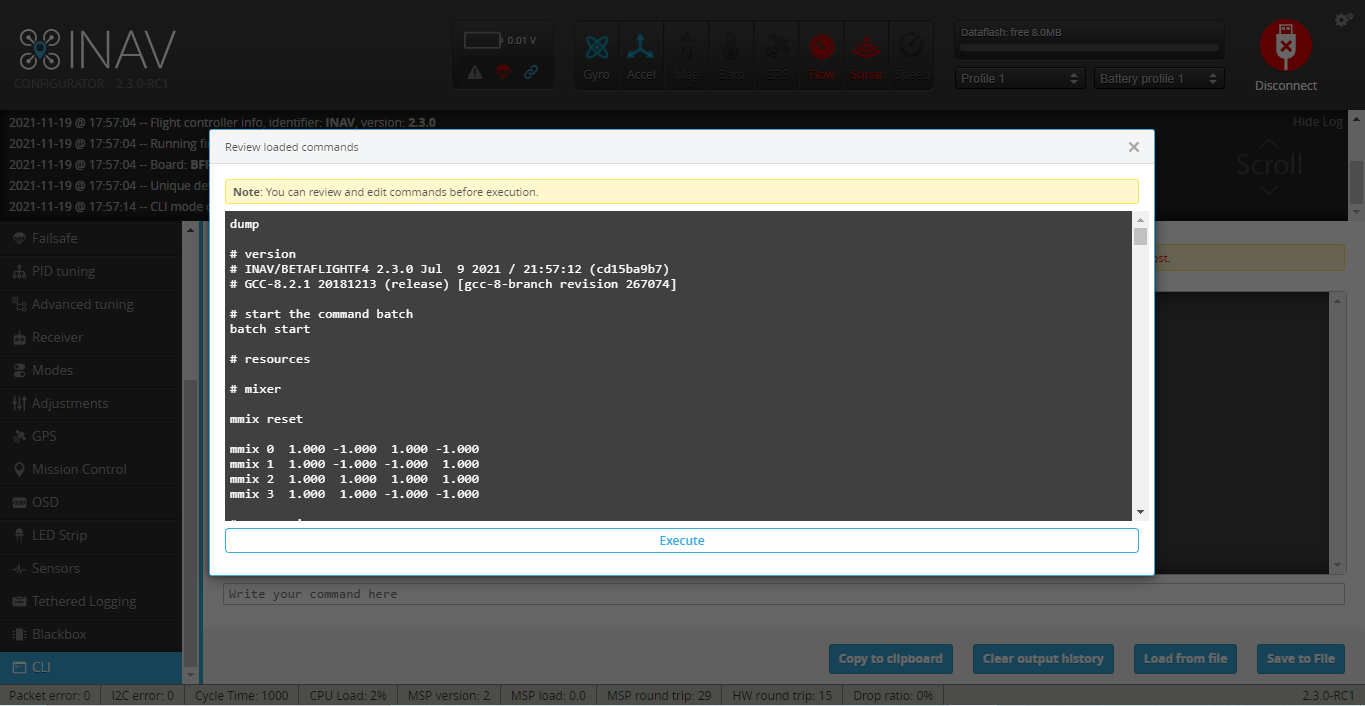 INAV
CONFIGURATOR 2.3.0-RC1
0.01 V
Gyro Accel Mag Baro GPS Flow Sonar Speed
Dataflash: free 8.0MB
Profile 1 Battery profile 1
Disconnect
2021-11-19 @ 17:57:04 -- Flight controller info, identifier: INAV, version: 2.3.0
Hide Log
2021-11-19 @ 17:57:04 -- Running
2021-11-19 @ 17:57:04 -- Board:
2021-11-19 @ 17:57:04 -- Unique
2021-11-19 @ 17:57:14 -- CLI mode
Scroll
Review loaded commands
Note: You can review and edit commands before execution.
dump
# version
# INAV/BETAFLIGHTF4 2.3.0 Jul  9 2021 / 21:57:12 (cd15ba9b7)
# GCC-8.2.1 20181213 (release) [gcc-8-branch revision 267074]
# start the command batch
batch start
# resources
# mixer
mmix reset
mmix 0  1.000 -1.000  1.000 -1.000
mmix 1  1.000 -1.000 -1.000  1.000
mmix 2  1.000  1.000  1.000  1.000
mmix 3  1.000  1.000 -1.000 -1.000
Execute
Failsafe
PID tuning
Advanced tuning
Receiver
Modes
Adjustments
GPS
Mission Control
OSD
LED Strip
Sensors
Tethered Logging
Blackbox
CLI
Write your command here
Copy to clipboard Clear output history Load from file Save to File
Packet error: 0 I2C error: 0 Cycle Time: 1000 CPU Load: 2% MSP version: 2 MSP load: 0.0 MSP round trip: 29 HW round trip: 15 Drop ratio: 0% 2.3.0-RC1